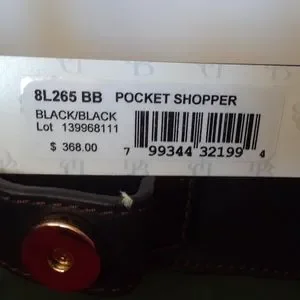 8L265 BB POCKET SHOPPER
BLACK/BLACK
Lot 139968111
$ 368.00
7 99344 32199 4